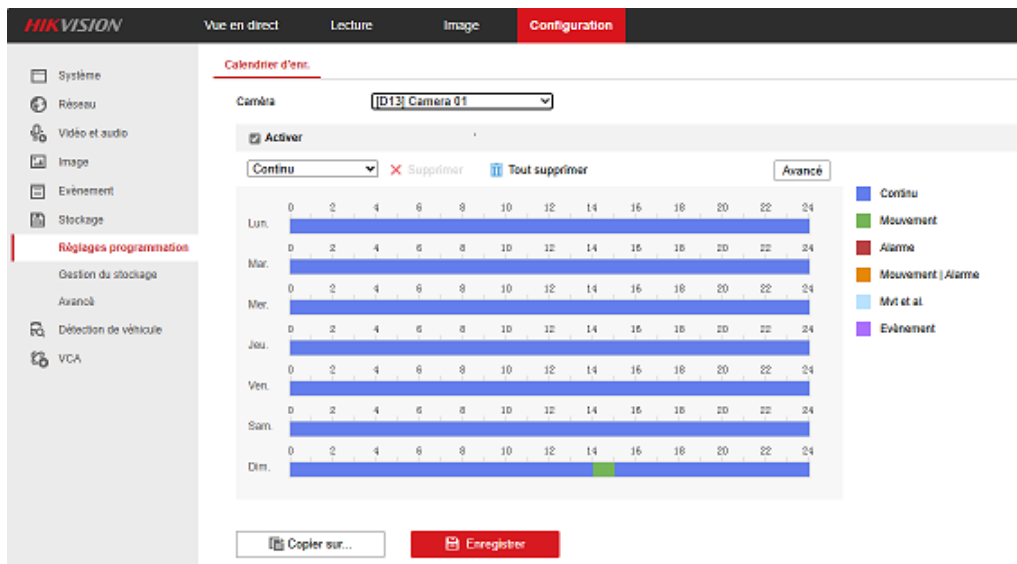 HIKVISION Vue en direct Lecture Image Configuration
Système
Réseau
Vidéo et audio
Image
Evènement
Stockage
Réglages programmation
Gestion du stockage
Avancé
Détection de véhicule
VCA
Calendrier d'enr.
Caméra [D13] Camera 01
Activer
Continu Supprimer Tout supprimer Avancé
0 2 4 6 8 10 12 14 16 18 20 22 24
Lun.
0 2 4 6 8 10 12 14 16 18 20 22 24
Mar.
0 2 4 6 8 10 12 14 16 18 20 22 24
Mer.
0 2 4 6 8 10 12 14 16 18 20 22 24
Jeu.
0 2 4 6 8 10 12 14 16 18 20 22 24
Ven.
0 2 4 6 8 10 12 14 16 18 20 22 24
Sam.
0 2 4 6 8 10 12 14 16 18 20 22 24
Dim.
Continu
Mouvement
Alarme
Mouvement | Alarme
Mvt et al.
Evènement
Copier sur... Enregistrer